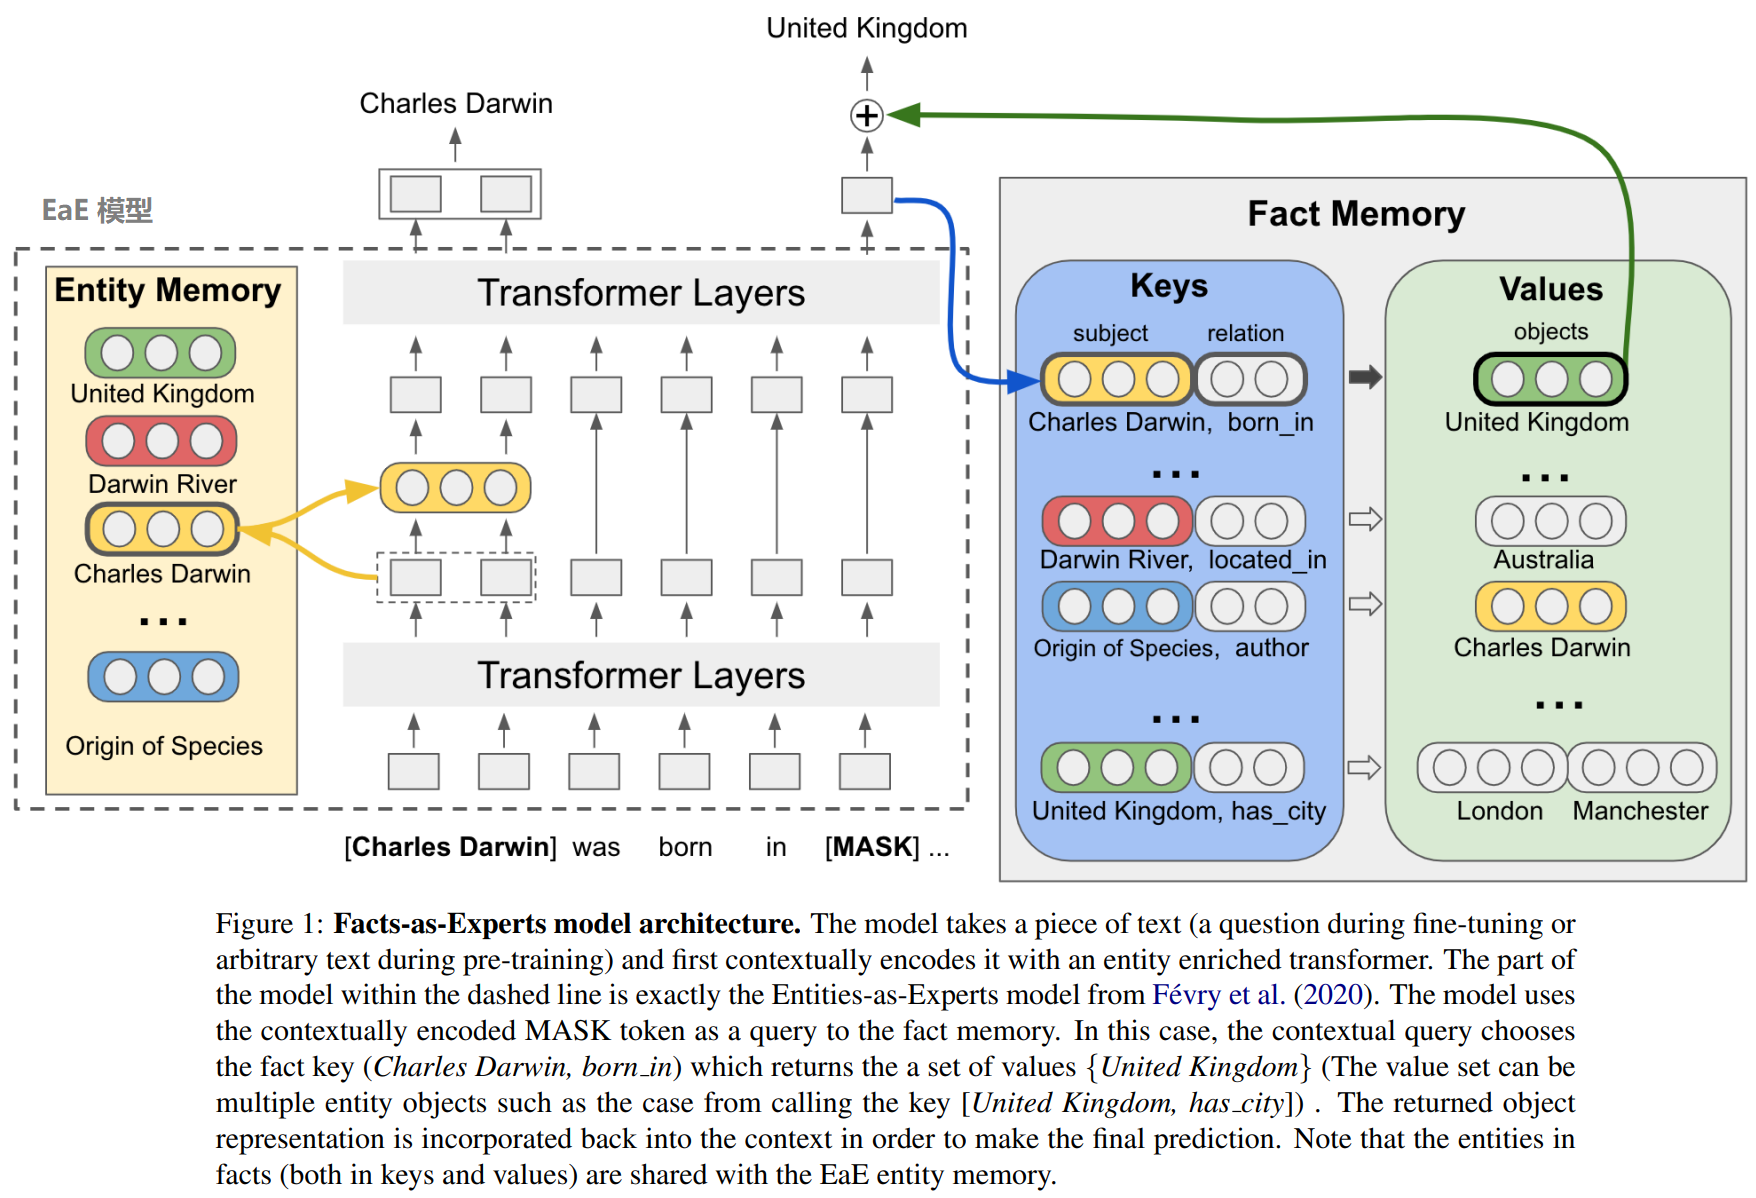 United Kingdom
Charles Darwin
+
EaE 模型
Fact Memory
Entity Memory
Transformer Layers
Keys
Values
subject relation
objects
United Kingdom
Charles Darwin, born_in
United Kingdom
Darwin River
...
...
Darwin River, located_in
Australia
Charles Darwin
...
Origin of Species, author
Charles Darwin
Transformer Layers
...
...
Origin of Species
United Kingdom, has_city
London Manchester
[Charles Darwin] was born in [MASK] ...
Figure 1: Facts-as-Experts model architecture. The model takes a piece of text (a question during fine-tuning or
arbitrary text during pre-training) and first contextually encodes it with an entity enriched transformer. The part of
the model within the dashed line is exactly the Entities-as-Experts model from Févry et al. (2020). The model uses
the contextually encoded MASK token as a query to the fact memory. In this case, the contextual query chooses
the fact key (Charles Darwin, born_in) which returns the a set of values {United Kingdom} (The value set can be
multiple entity objects such as the case from calling the key [United Kingdom, has_city]) . The returned object
representation is incorporated back into the context in order to make the final prediction. Note that the entities in
facts (both in keys and values) are shared with the EaE entity memory.